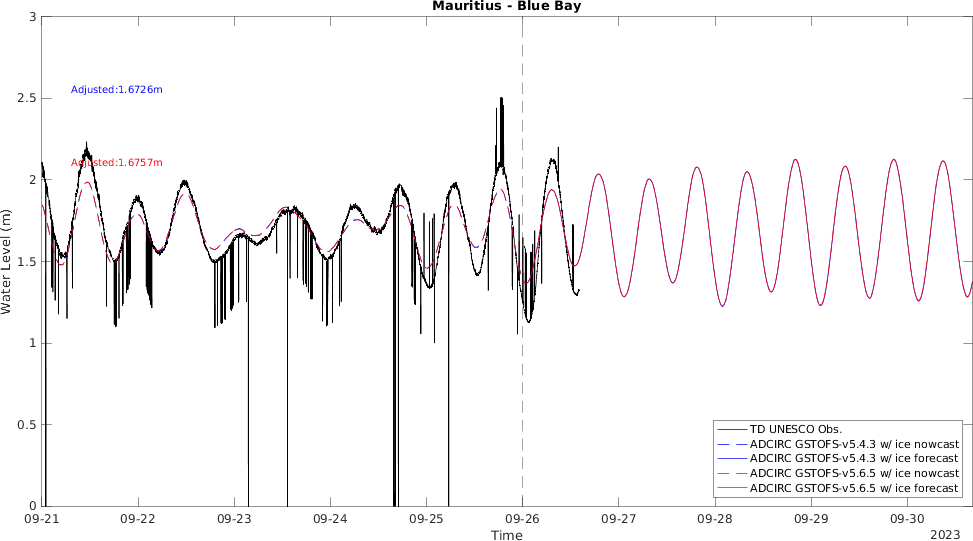 Mauritius - Blue Bay
3
2.5
2
1.5
1
0.5
0
Water Level (m)
Adjusted:1.6726m
Adjusted:1.6757m
TD UNESCO Obs.
ADCIRC GSTOFS-v5.4.3 w/ ice nowcast
ADCIRC GSTOFS-v5.4.3 w/ ice forecast
ADCIRC GSTOFS-v5.6.5 w/ ice nowcast
ADCIRC GSTOFS-v5.6.5 w/ ice forecast
09-21 09-22 09-23 09-24 09-25 09-26 09-27 09-28 09-29 09-30
Time
2023